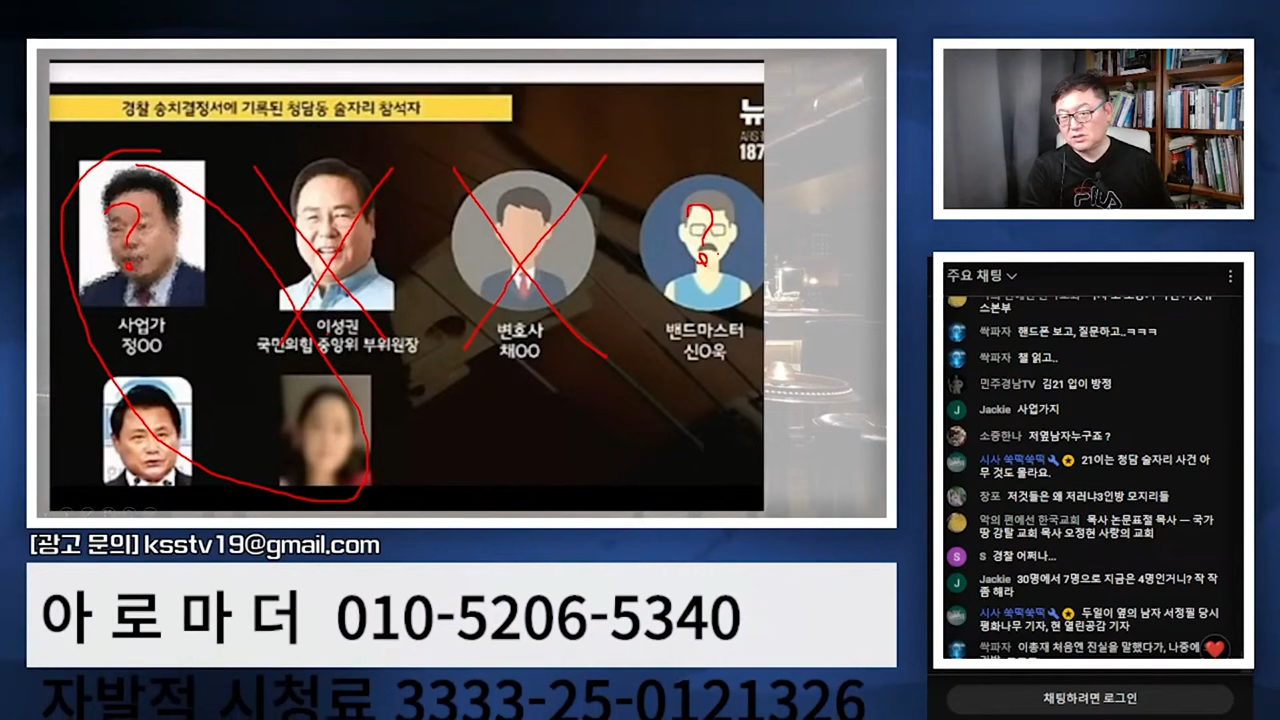 경찰 송치결정서에 기록된 청담동 술자리 참석자
뉴
187
사업가
정OO
이성권
국민의힘 중앙위 부위원장
변호사
채OO
밴드마스터
신O욱
[광고 문의] ksstv19@gmail.com
아 로 마 더 010-5206-5340
자발적 시청료 3333-25-0121326
FILA
주요 채팅
스본부
싹파자 핸드폰 보고, 질문하고..ㅋㅋㅋ
싹파자 챌 읽고..
민주경남TV 김21 입이 방정
J Jackie 사업가지
소중한나 저옆남자누구죠 ?
시사 쑥떡쑥떡 21이는 청담 술자리 사건 아
무 것도 몰라요.
장포 저것들은 왜 저러냐3인방 모지리들
악의 편에선 한국교회 목사 논문표절 목사 ㅡ 국가
땅 강탈 교회 목사 오정현 사랑의 교회
S S 경찰 어쩌나...
J Jackie 30명에서 7명으로 지금은 4명인거니? 작 작
좀 해라
시사 쑥떡쑥떡 두일이 옆의 남자 서정필 당시
평화나무 기자, 현 열린공감 기자
싹파자 이총재 처음엔 진실을 말했다가, 나중에
채팅하려면 로그인